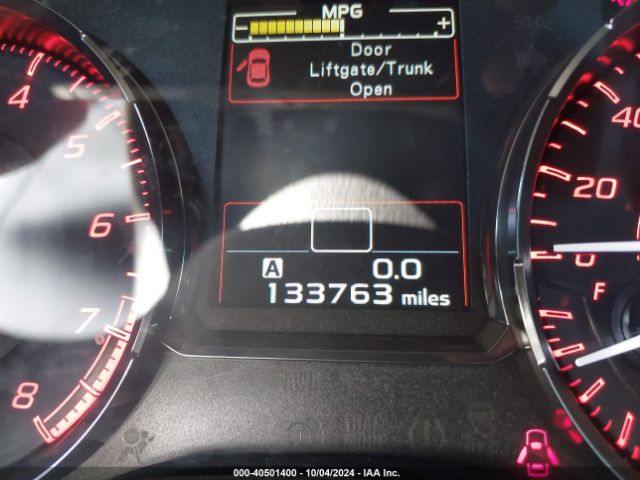 MPG
- +
Door
Liftgate/Trunk
Open
4
5
6
7
8
40
20
0
F
A 0.0
133763 miles
000-40501400 - 10/04/2024 - IAA Inc.